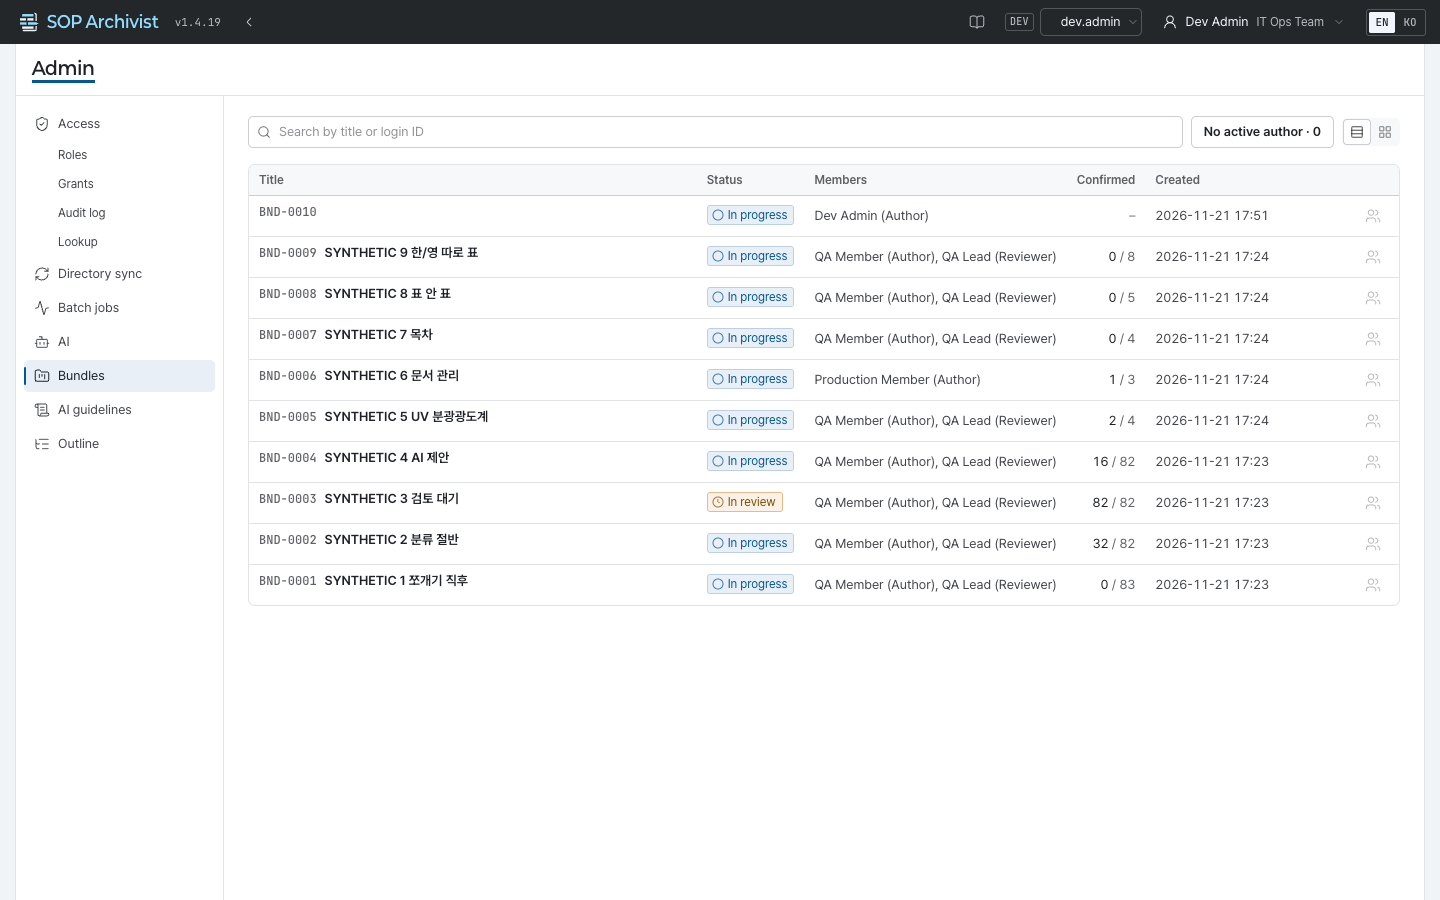 SOP Archivist v1.4.19 DEV dev.admin Dev Admin IT Ops Team EN KO
Admin
Access
Roles
Grants
Audit log
Lookup
Directory sync
Batch jobs
AI
Bundles
AI guidelines
Outline
Search by title or login ID No active author · 0
Title Status Members Confirmed Created
BND-0010 In progress Dev Admin (Author) – 2026-11-21 17:51
BND-0009 SYNTHETIC 9 한/영 따로 표 In progress QA Member (Author), QA Lead (Reviewer) 0 / 8 2026-11-21 17:24
BND-0008 SYNTHETIC 8 표 안 표 In progress QA Member (Author), QA Lead (Reviewer) 0 / 5 2026-11-21 17:24
BND-0007 SYNTHETIC 7 목차 In progress QA Member (Author), QA Lead (Reviewer) 0 / 4 2026-11-21 17:24
BND-0006 SYNTHETIC 6 문서 관리 In progress Production Member (Author) 1 / 3 2026-11-21 17:24
BND-0005 SYNTHETIC 5 UV 분광광도계 In progress QA Member (Author), QA Lead (Reviewer) 2 / 4 2026-11-21 17:24
BND-0004 SYNTHETIC 4 AI 제안 In progress QA Member (Author), QA Lead (Reviewer) 16 / 82 2026-11-21 17:23
BND-0003 SYNTHETIC 3 검토 대기 In review QA Member (Author), QA Lead (Reviewer) 82 / 82 2026-11-21 17:23
BND-0002 SYNTHETIC 2 분류 절반 In progress QA Member (Author), QA Lead (Reviewer) 32 / 82 2026-11-21 17:23
BND-0001 SYNTHETIC 1 쪼개기 직후 In progress QA Member (Author), QA Lead (Reviewer) 0 / 83 2026-11-21 17:23